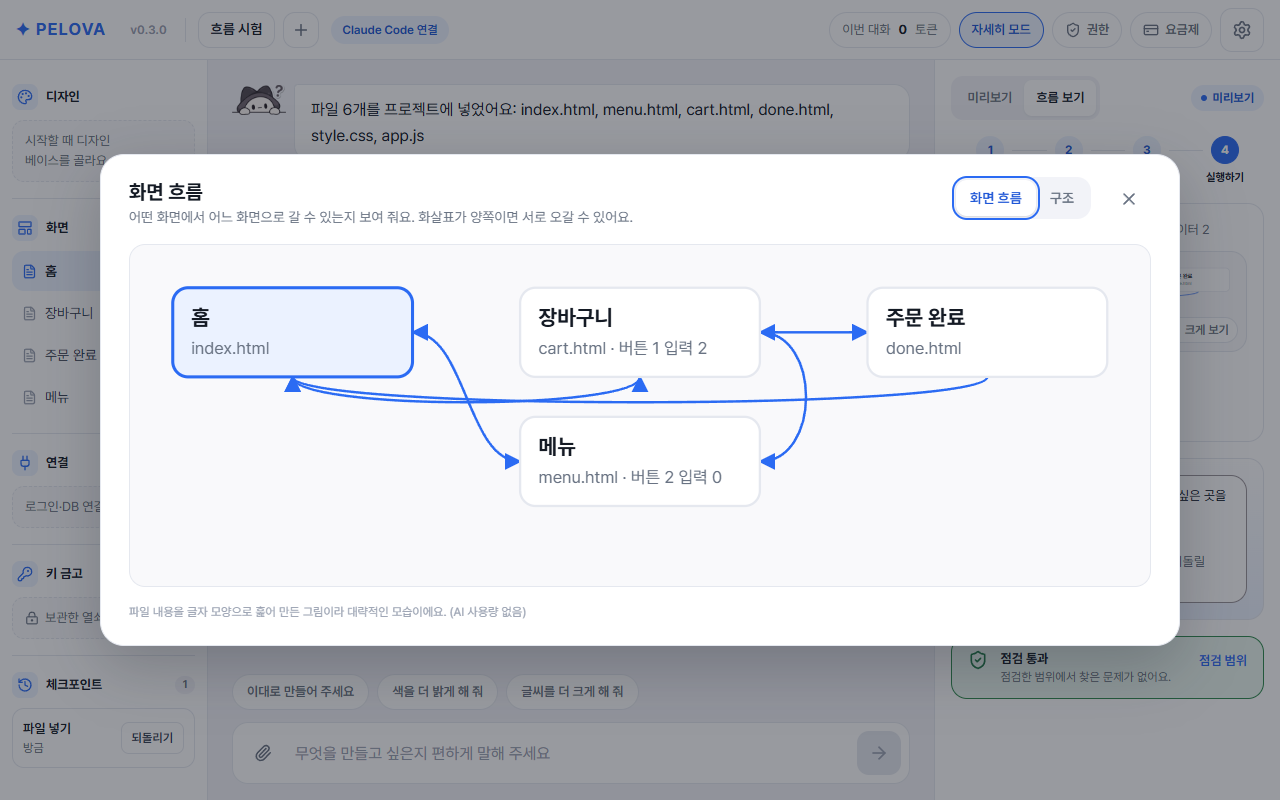 PELOVA
v0.3.0
흐름 시험
Claude Code 연결
이번 대화 0 토큰
자세히 모드
권한
요금제
디자인
시작할 때 디자인
베이스를 골라요
화면
홈
장바구니
주문 완료
메뉴
연결
로그인·DB 연결
키 금고
보관한 열쇠
체크포인트
1
파일 넣기
방금
되돌리기
?
파일 6개를 프로젝트에 넣었어요: index.html, menu.html, cart.html, done.html,
style.css, app.js
미리보기
흐름 보기
미리보기
1
2
3
4
실행하기
화면 흐름
어떤 화면에서 어느 화면으로 갈 수 있는지 보여 줘요. 화살표가 양쪽이면 서로 오갈 수 있어요.
화면 흐름
구조
홈
index.html
장바구니
cart.html · 버튼 1 입력 2
주문 완료
done.html
메뉴
menu.html · 버튼 2 입력 0
파일 내용을 글자 모양으로 훑어 만든 그림이라 대략적인 모습이에요. (AI 사용량 없음)
이터 2
크게 보기
싶은 곳을
되돌릴
점검 통과
점검한 범위에서 찾은 문제가 없어요.
점검 범위
이대로 만들어 주세요
색을 더 밝게 해 줘
글씨를 더 크게 해 줘
무엇을 만들고 싶은지 편하게 말해 주세요